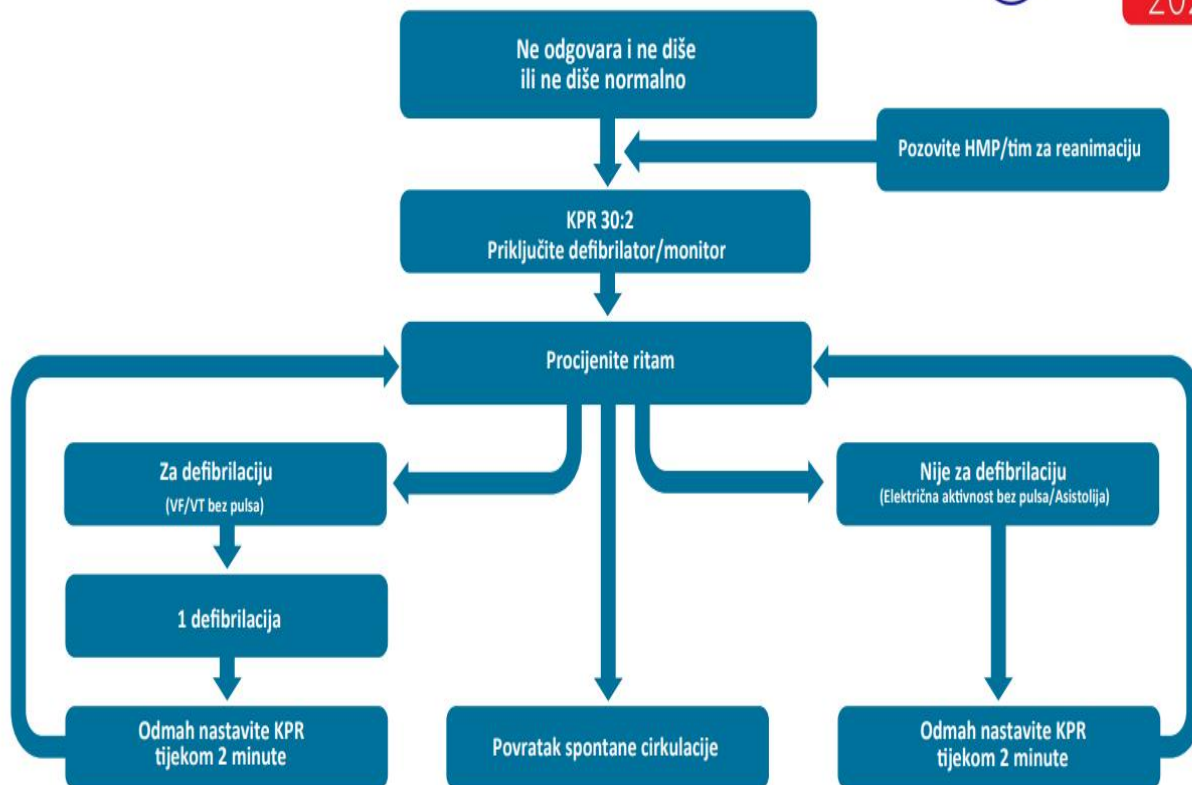 Ne odgovara i ne diše
ili ne diše normalno
Pozovite HMP/tim za reanimaciju
KPR 30:2
Priključite defibrilator/monitor
Procijenite ritam
Za defibrilaciju
(VF/VT bez pulsa)
Nije za defibrilaciju
(Električna aktivnost bez pulsa/Asistolija)
1 defibrilacija
Odmah nastavite KPR
tijekom 2 minute
Povratak spontane cirkulacije
Odmah nastavite KPR
tijekom 2 minute